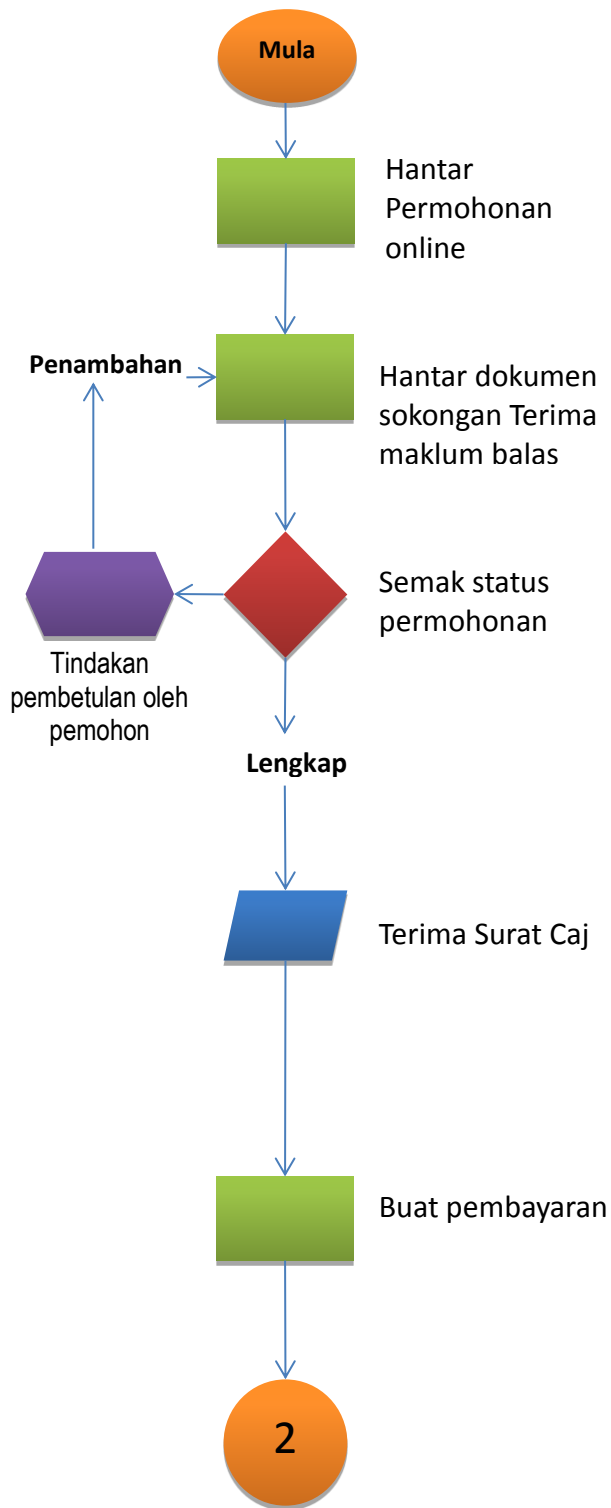 Mula
Hantar
Permohonan
online
Penambahan
Hantar dokumen
sokongan Terima
maklum balas
Semak status
permohonan
Tindakan
pembetulan oleh
pemohon
Lengkap
Terima Surat Caj
Buat pembayaran
2